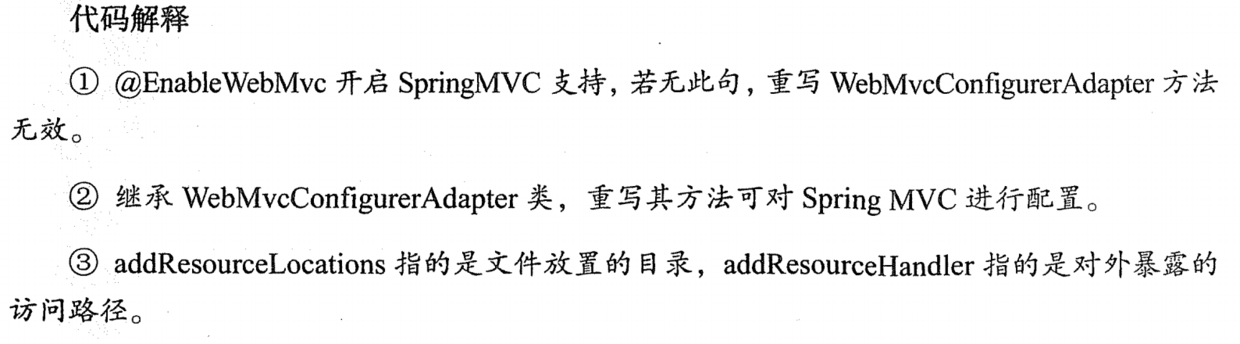 代码解释
① @EnableWebMvc 开启 SpringMVC 支持，若无此句，重写 WebMvcConfigurerAdapter 方法
无效。
② 继承 WebMvcConfigurerAdapter 类，重写其方法可对 Spring MVC 进行配置。
③ addResourceLocations 指的是文件放置的目录，addResourceHandler 指的是对外暴露的
访问路径。